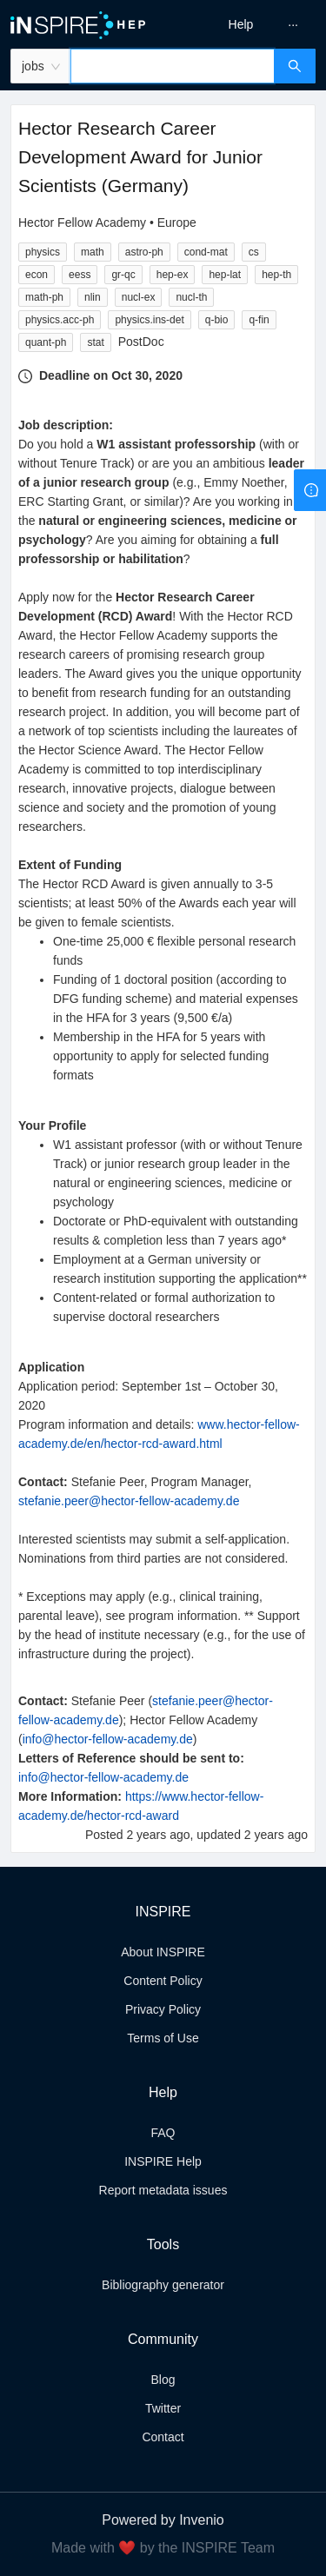 iNSPIRE HEP
Help
···
jobs
Hector Research Career
Development Award for Junior
Scientists (Germany)
Hector Fellow Academy • Europe
physics math astro-ph cond-mat cs
econ eess gr-qc hep-ex hep-lat hep-th
math-ph nlin nucl-ex nucl-th
physics.acc-ph physics.ins-det q-bio q-fin
quant-ph stat PostDoc
Deadline on Oct 30, 2020
Job description:
Do you hold a W1 assistant professorship (with or
without Tenure Track) or are you an ambitious leader
of a junior research group (e.g., Emmy Noether,
ERC Starting Grant, or similar)? Are you working in
the natural or engineering sciences, medicine or
psychology? Are you aiming for obtaining a full
professorship or habilitation?
Apply now for the Hector Research Career
Development (RCD) Award! With the Hector RCD
Award, the Hector Fellow Academy supports the
research careers of promising research group
leaders. The Award gives you the unique opportunity
to benefit from research funding for an outstanding
research project. In addition, you will become part of
a network of top scientists including the laureates of
the Hector Science Award. The Hector Fellow
Academy is committed to top interdisciplinary
research, innovative projects, dialogue between
science and society and the promotion of young
researchers.
Extent of Funding
The Hector RCD Award is given annually to 3-5
scientists; at least 50% of the Awards each year will
be given to female scientists.
• One-time 25,000 € flexible personal research
funds
• Funding of 1 doctoral position (according to
DFG funding scheme) and material expenses
in the HFA for 3 years (9,500 €/a)
• Membership in the HFA for 5 years with
opportunity to apply for selected funding
formats
Your Profile
• W1 assistant professor (with or without Tenure
Track) or junior research group leader in the
natural or engineering sciences, medicine or
psychology
• Doctorate or PhD-equivalent with outstanding
results & completion less than 7 years ago*
• Employment at a German university or
research institution supporting the application**
• Content-related or formal authorization to
supervise doctoral researchers
Application
Application period: September 1st – October 30,
2020
Program information and details: www.hector-fellow-
academy.de/en/hector-rcd-award.html
Contact: Stefanie Peer, Program Manager,
stefanie.peer@hector-fellow-academy.de
Interested scientists may submit a self-application.
Nominations from third parties are not considered.
* Exceptions may apply (e.g., clinical training,
parental leave), see program information. ** Support
by the head of institute necessary (e.g., for the use of
infrastructure during the project).
Contact: Stefanie Peer (stefanie.peer@hector-
fellow-academy.de); Hector Fellow Academy
(info@hector-fellow-academy.de)
Letters of Reference should be sent to:
info@hector-fellow-academy.de
More Information: https://www.hector-fellow-
academy.de/hector-rcd-award
Posted 2 years ago, updated 2 years ago
INSPIRE
About INSPIRE
Content Policy
Privacy Policy
Terms of Use
Help
FAQ
INSPIRE Help
Report metadata issues
Tools
Bibliography generator
Community
Blog
Twitter
Contact
Powered by Invenio
Made with ❤️ by the INSPIRE Team